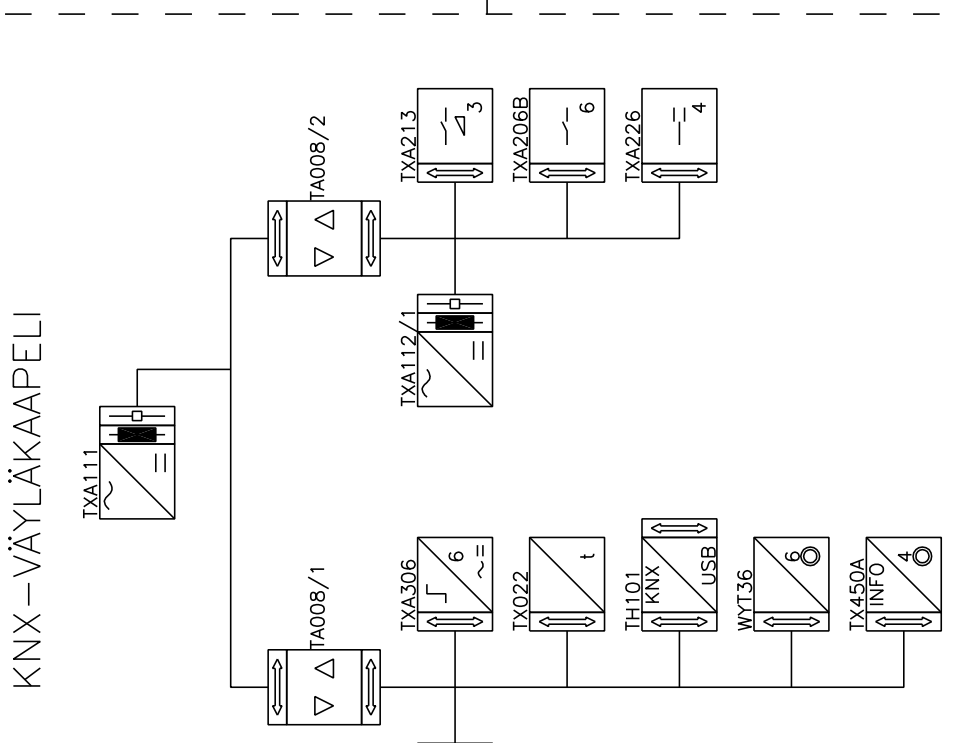 KNX-VÄYLÄKAAPELI
TXA111
TA008/1
TA008/2
TXA306
6
TX022
t
TH101
KNX
USB
WYT36
6
TX450A
INFO
4
TXA112/1
TXA213
3
TXA206B
6
TXA226
4